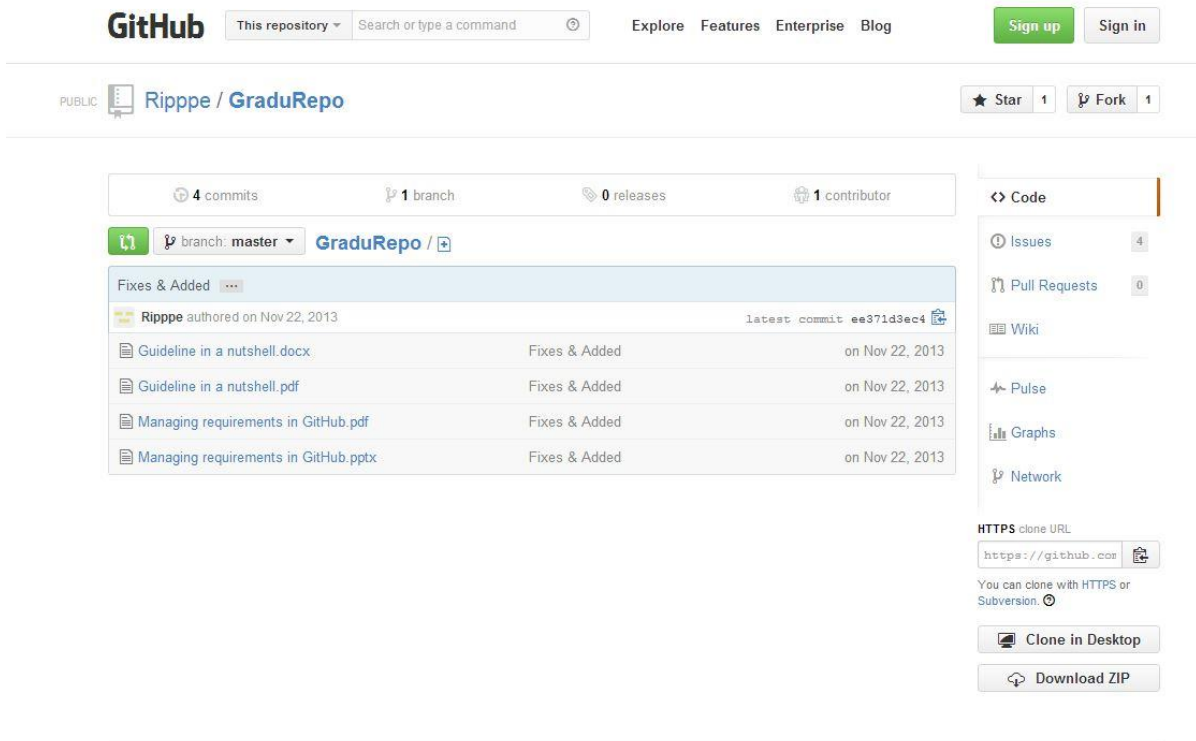 GitHub This repository Search or type a command Explore Features Enterprise Blog Sign up Sign in
PUBLIC Ripppe / GraduRepo Star 1 Fork 1
4 commits 1 branch 0 releases 1 contributor
branch: master GraduRepo /
Fixes & Added ...
Ripppe authored on Nov 22, 2013 latest commit ee371d3ec4
Guideline in a nutshell.docx Fixes & Added on Nov 22, 2013
Guideline in a nutshell.pdf Fixes & Added on Nov 22, 2013
Managing requirements in GitHub.pdf Fixes & Added on Nov 22, 2013
Managing requirements in GitHub.pptx Fixes & Added on Nov 22, 2013
<> Code
Issues 4
Pull Requests 0
Wiki
Pulse
Graphs
Network
HTTPS clone URL
https://github.com
You can clone with HTTPS or
Subversion.
Clone in Desktop
Download ZIP